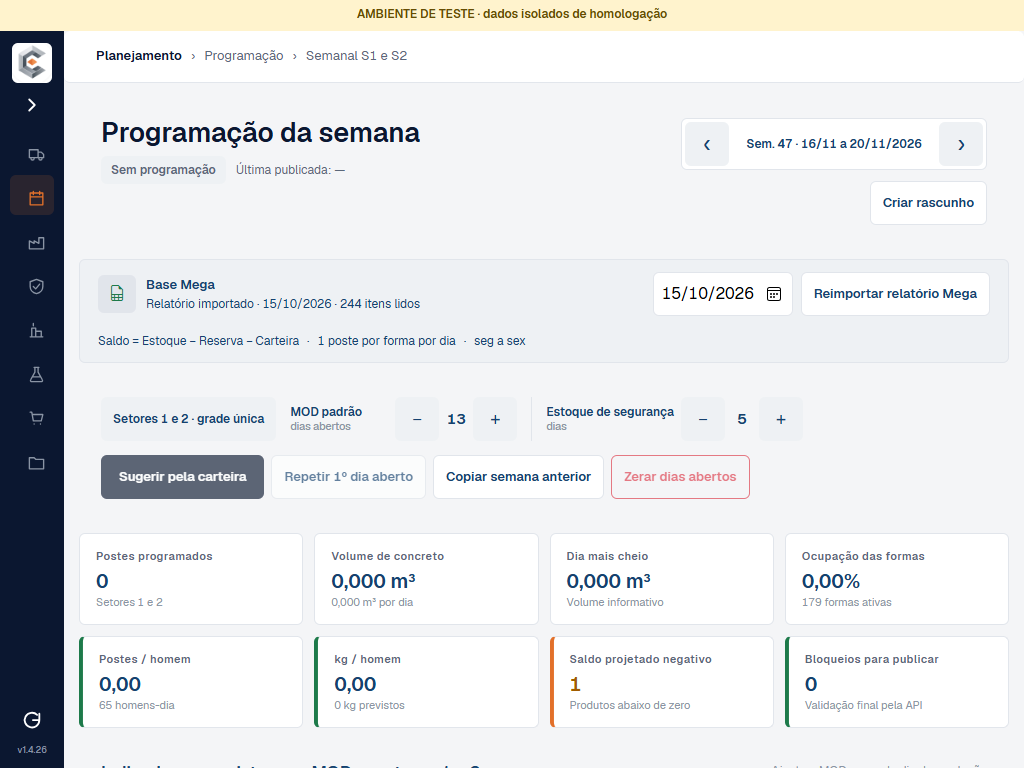 AMBIENTE DE TESTE · dados isolados de homologação
Planejamento › Programação › Semanal S1 e S2
Programação da semana
Sem programação Última publicada: —
‹ Sem. 47 · 16/11 a 20/11/2026 ›
Criar rascunho
Base Mega
Relatório importado · 15/10/2026 · 244 itens lidos
15/10/2026 Reimportar relatório Mega
Saldo = Estoque – Reserva – Carteira · 1 poste por forma por dia · seg a sex
Setores 1 e 2 · grade única
MOD padrão
dias abertos
− 13 +
Estoque de segurança
dias
− 5 +
Sugerir pela carteira Repetir 1º dia aberto Copiar semana anterior Zerar dias abertos
Postes programados
0
Setores 1 e 2
Volume de concreto
0,000 m³
0,000 m³ por dia
Dia mais cheio
0,000 m³
Volume informativo
Ocupação das formas
0,00%
179 formas ativas
Postes / homem
0,00
65 homens-dia
kg / homem
0,00
0 kg previstos
Saldo projetado negativo
1
Produtos abaixo de zero
Bloqueios para publicar
0
Validação final pela API
v1.4.26